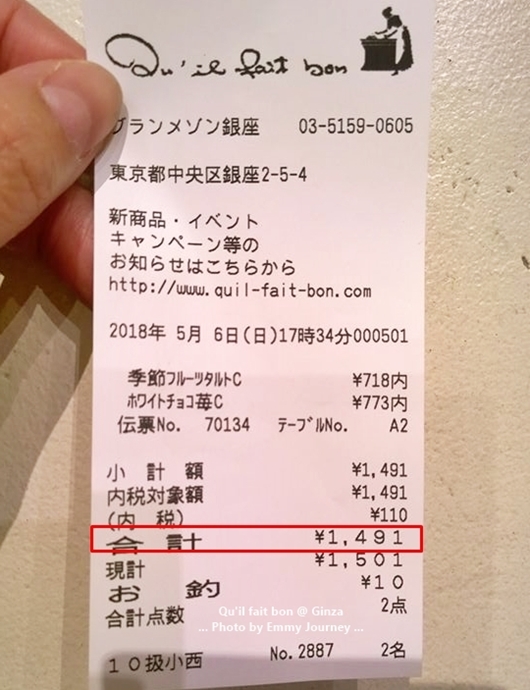 Qu'il fait bon
グランメゾン銀座 03-5159-0605
東京都中央区銀座2-5-4
新商品・イベント
キャンペーン等の
お知らせはこちらから
http://www.quil-fait-bon.com
2018年 5月 6日(日)17時34分000501
季節フルーツタルトC ¥718内
ホワイトチョコ苺C ¥773内
伝票No. 70134 テーブルNo. A2
小計額 ¥1,491
内税対象額 ¥1,491
(内 税) ¥110
合 計 ¥1,491
現計 ¥1,501
お 釣 ¥10
合計点数 2点
Qu'il fait bon @ Ginza
... Photo by Emmy Journey ...
10扱小西 No.2887 2名